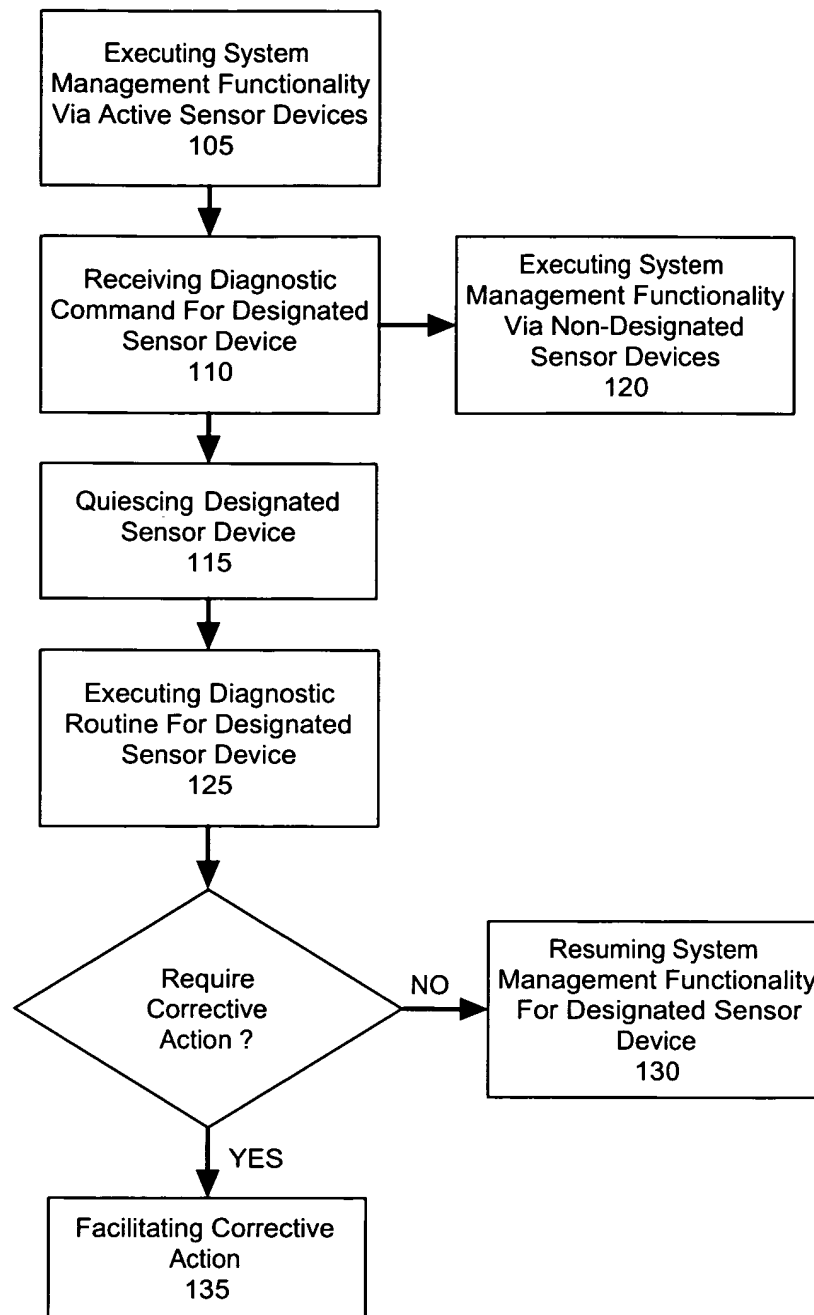 Executing System
Management Functionality
Via Active Sensor Devices
105
Receiving Diagnostic
Command For Designated
Sensor Device
110
Executing System
Management Functionality
Via Non-Designated
Sensor Devices
120
Quiescing Designated
Sensor Device
115
Executing Diagnostic
Routine For Designated
Sensor Device
125
Require
Corrective
Action ?
NO
Resuming System
Management Functionality
For Designated Sensor
Device
130
YES
Facilitating Corrective
Action
135